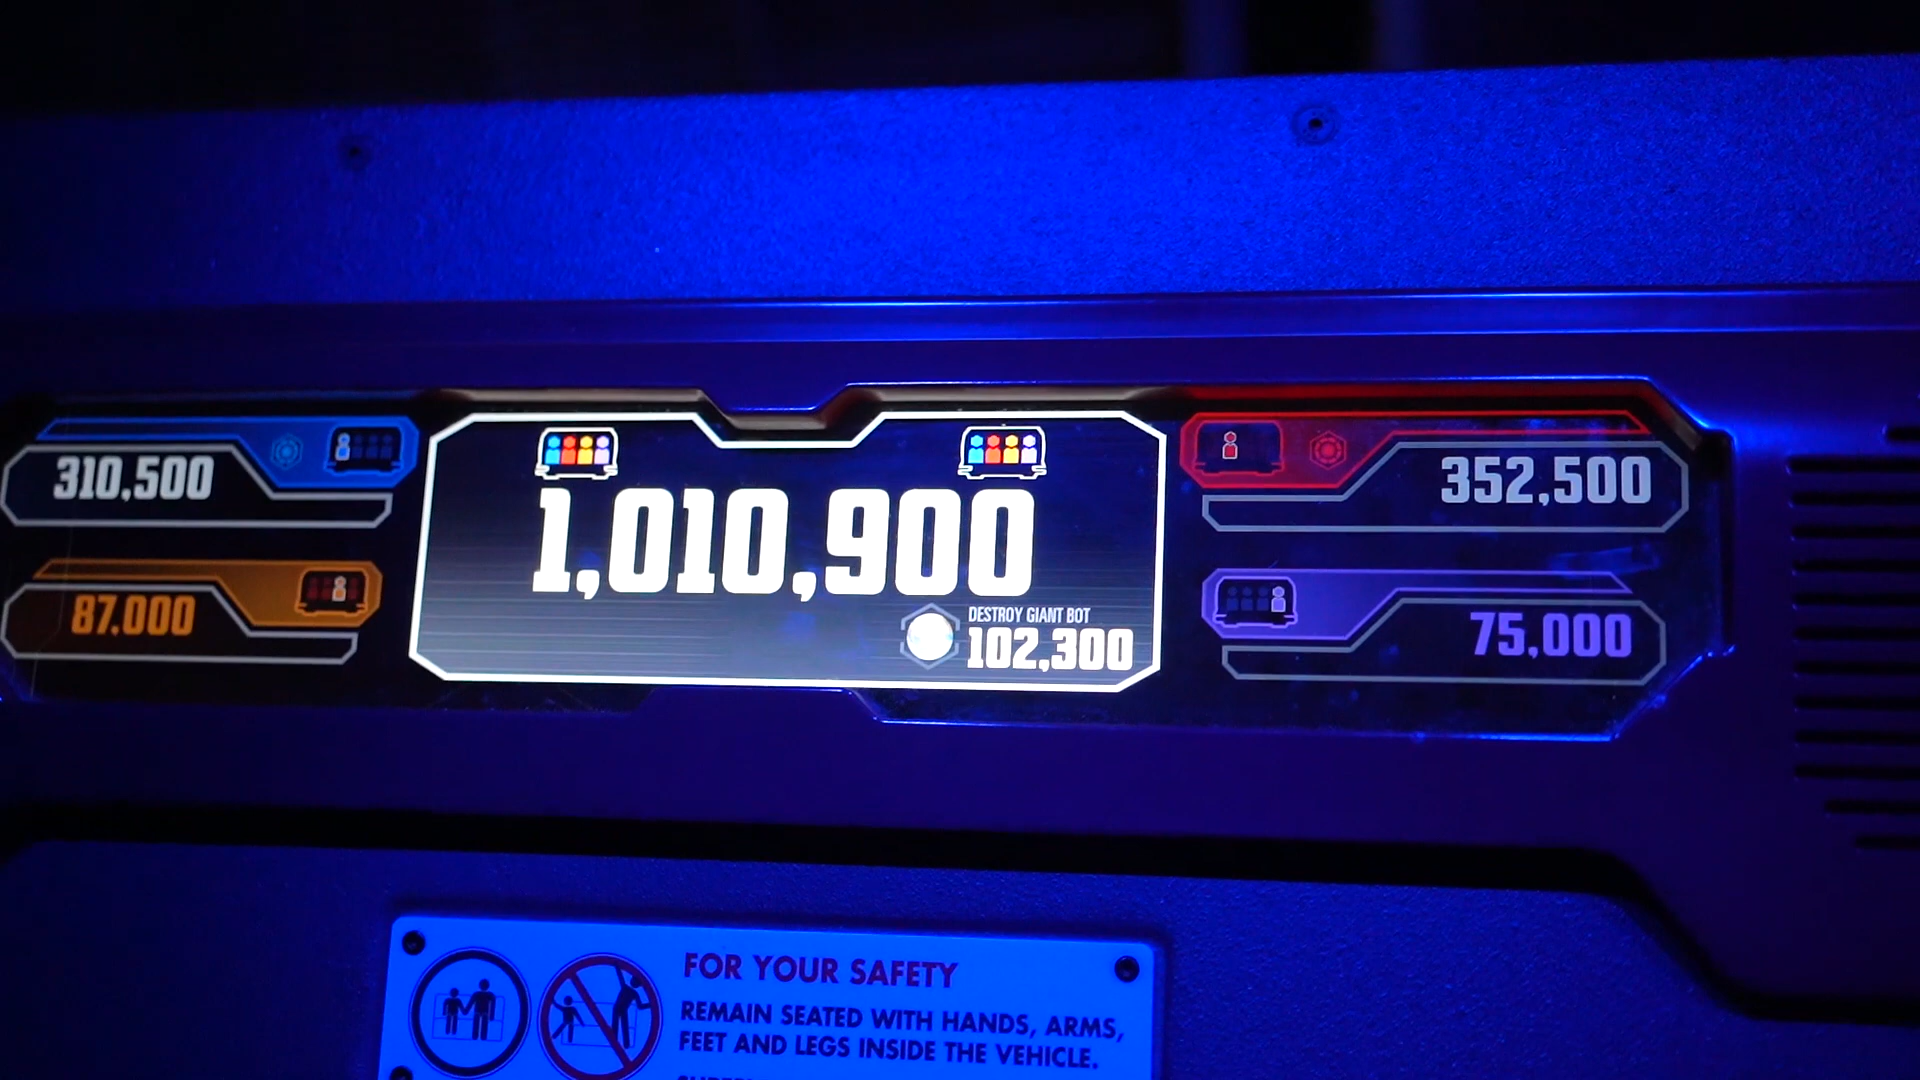 310,500
87,000
1,010,900
DESTROY GIANT BOT
102,300
352,500
75,000
FOR YOUR SAFETY
REMAIN SEATED WITH HANDS, ARMS,
FEET AND LEGS INSIDE THE VEHICLE.